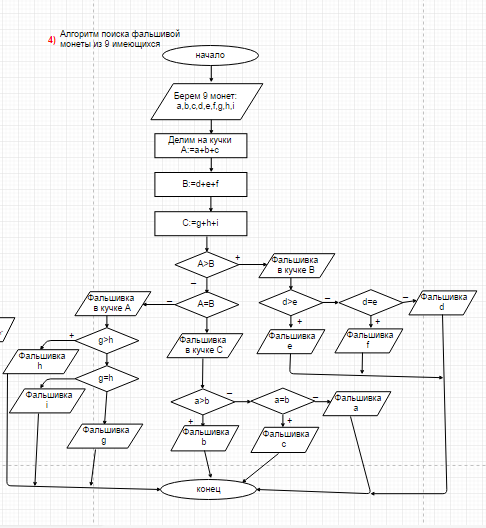 4) Алгоритм поиска фальшивой
монеты из 9 имеющихся
начало
Берем 9 монет:
a,b,c,d,e,f,g,h,i
Делим на кучки
A:=a+b+c
B:=d+e+f
C:=g+h+i
A>B
+
–
Фальшивка
в кучке B
Фальшивка
в кучке A
–
A=B
d>e
–
d=e
–
Фальшивка
d
+
+
+
g>h
Фальшивка
в кучке C
Фальшивка
e
Фальшивка
f
Фальшивка
h
g=h
Фальшивка
i
a>b
–
a=b
–
Фальшивка
a
+
+
Фальшивка
g
Фальшивка
b
Фальшивка
c
конец